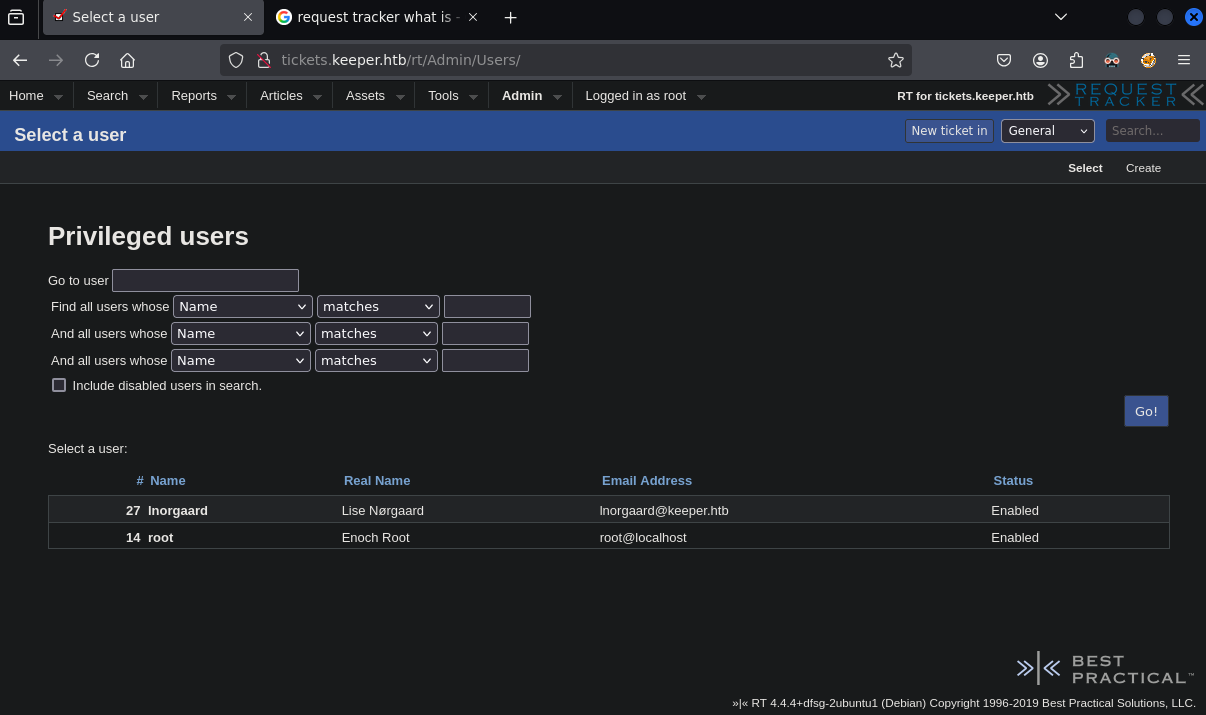 Select a user
request tracker what is -
tickets.keeper.htb/rt/Admin/Users/
Home Search Reports Articles Assets Tools Admin Logged in as root RT for tickets.keeper.htb REQUEST TRACKER
Select a user New ticket in General Search...
Select Create
Privileged users
Go to user
Find all users whose Name matches
And all users whose Name matches
And all users whose Name matches
Include disabled users in search.
Go!
Select a user:
# Name Real Name Email Address Status
27 lnorgaard Lise Nørgaard lnorgaard@keeper.htb Enabled
14 root Enoch Root root@localhost Enabled
BEST
PRACTICAL™
»|« RT 4.4.4+dfsg-2ubuntu1 (Debian) Copyright 1996-2019 Best Practical Solutions, LLC.